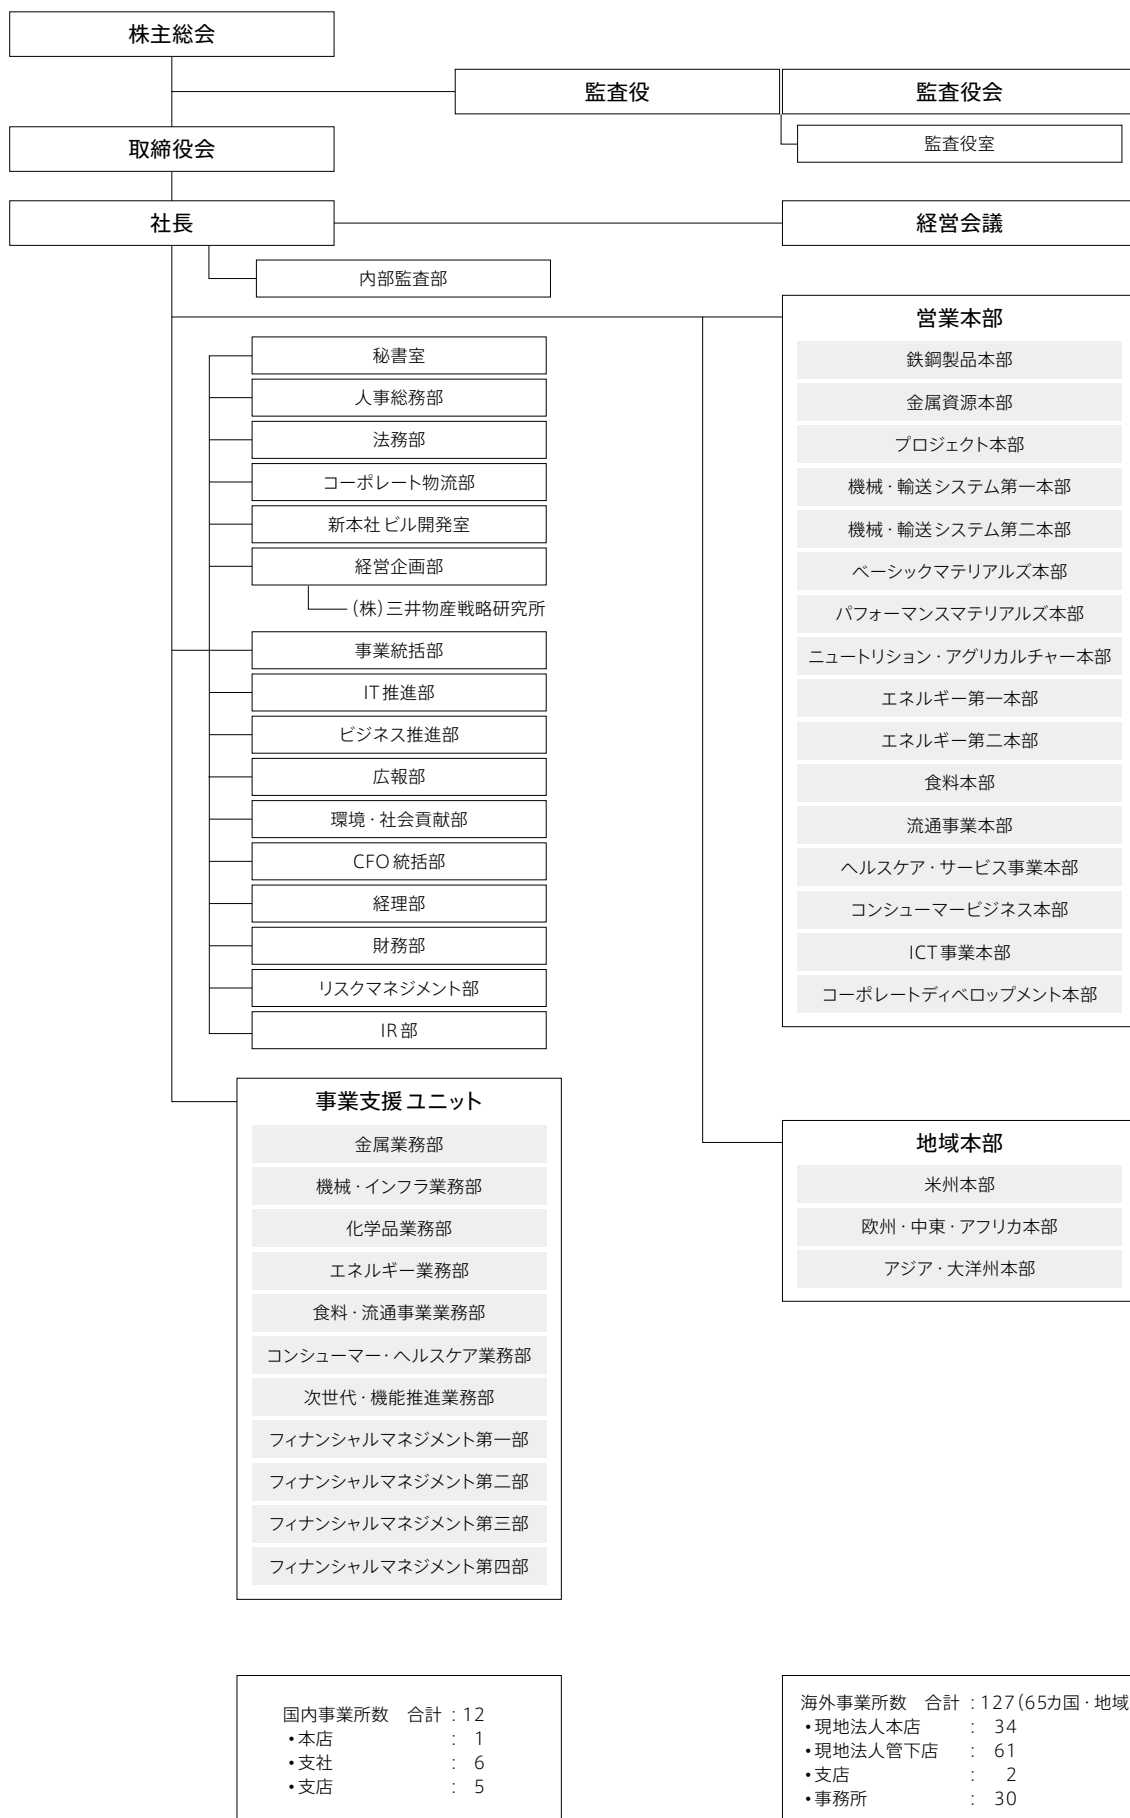 株主総会
監査役
監査役会
監査役室
取締役会
社長
経営会議
内部監査部
秘書室
人事総務部
法務部
コーポレート物流部
新本社ビル開発室
経営企画部
(株)三井物産戦略研究所
事業統括部
IT推進部
ビジネス推進部
広報部
環境・社会貢献部
CFO統括部
経理部
財務部
リスクマネジメント部
IR部
営業本部
鉄鋼製品本部
金属資源本部
プロジェクト本部
機械・輸送システム第一本部
機械・輸送システム第二本部
ベーシックマテリアルズ本部
パフォーマンスマテリアルズ本部
ニュートリション・アグリカルチャー本部
エネルギー第一本部
エネルギー第二本部
食料本部
流通事業本部
ヘルスケア・サービス事業本部
コンシューマービジネス本部
ICT事業本部
コーポレートディベロップメント本部
事業支援ユニット
金属業務部
機械・インフラ業務部
化学品業務部
エネルギー業務部
食料・流通事業業務部
コンシューマー・ヘルスケア業務部
次世代・機能推進業務部
フィナンシャルマネジメント第一部
フィナンシャルマネジメント第二部
フィナンシャルマネジメント第三部
フィナンシャルマネジメント第四部
地域本部
米州本部
欧州・中東・アフリカ本部
アジア・大洋州本部
国内事業所数 合計 : 12
•本店 : 1
•支社 : 6
•支店 : 5
海外事業所数 合計 : 127(65カ国・地域
•現地法人本店 : 34
•現地法人管下店 : 61
•支店 : 2
•事務所 : 30